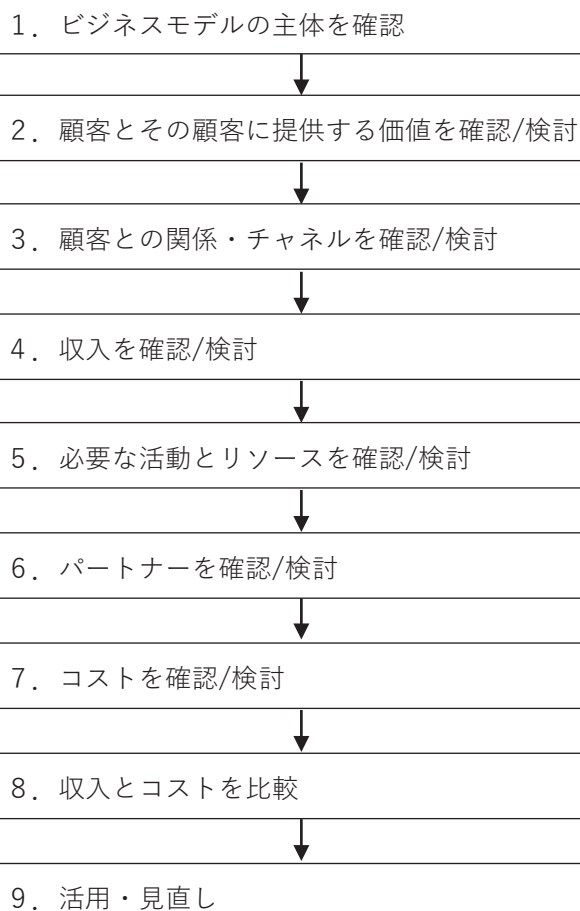 1．ビジネスモデルの主体を確認
2．顧客とその顧客に提供する価値を確認/検討
3．顧客との関係・チャネルを確認/検討
4．収入を確認/検討
5．必要な活動とリソースを確認/検討
6．パートナーを確認/検討
7．コストを確認/検討
8．収入とコストを比較
9．活用・見直し